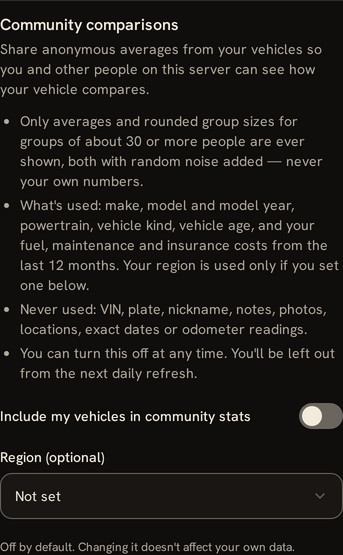 Community comparisons
Share anonymous averages from your vehicles so
you and other people on this server can see how
your vehicle compares.
• Only averages and rounded group sizes for
groups of about 30 or more people are ever
shown, both with random noise added — never
your own numbers.
• What's used: make, model and model year,
powertrain, vehicle kind, vehicle age, and your
fuel, maintenance and insurance costs from the
last 12 months. Your region is used only if you set
one below.
• Never used: VIN, plate, nickname, notes, photos,
locations, exact dates or odometer readings.
• You can turn this off at any time. You'll be left out
from the next daily refresh.
Include my vehicles in community stats
Region (optional)
Not set
Off by default. Changing it doesn't affect your own data.